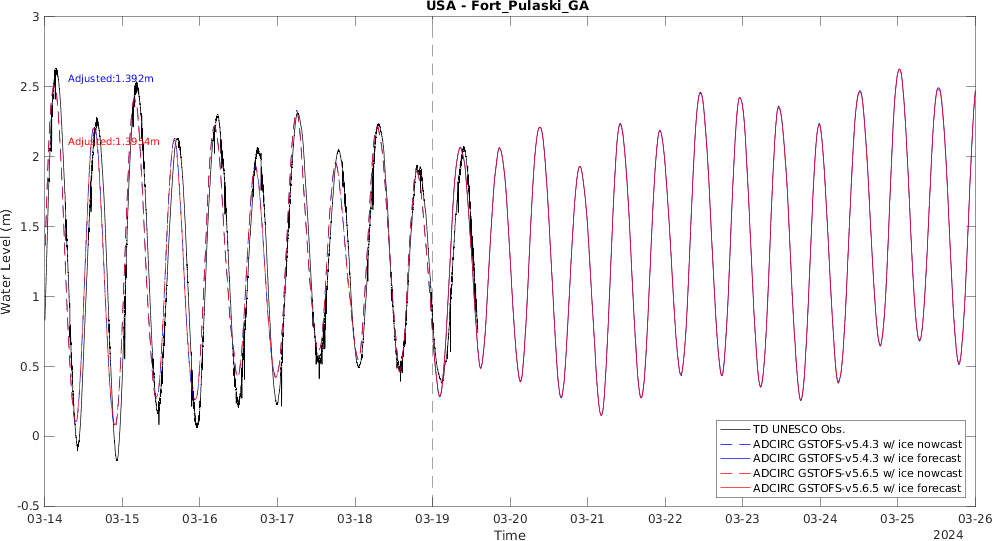 USA - Fort_Pulaski_GA
3
2.5
2
1.5
1
0.5
0
-0.5
Water Level (m)
Adjusted:1.392m
Adjusted:1.3954m
TD UNESCO Obs.
ADCIRC GSTOFS-v5.4.3 w/ ice nowcast
ADCIRC GSTOFS-v5.4.3 w/ ice forecast
ADCIRC GSTOFS-v5.6.5 w/ ice nowcast
ADCIRC GSTOFS-v5.6.5 w/ ice forecast
03-14 03-15 03-16 03-17 03-18 03-19 03-20 03-21 03-22 03-23 03-24 03-25 03-26
Time
2024